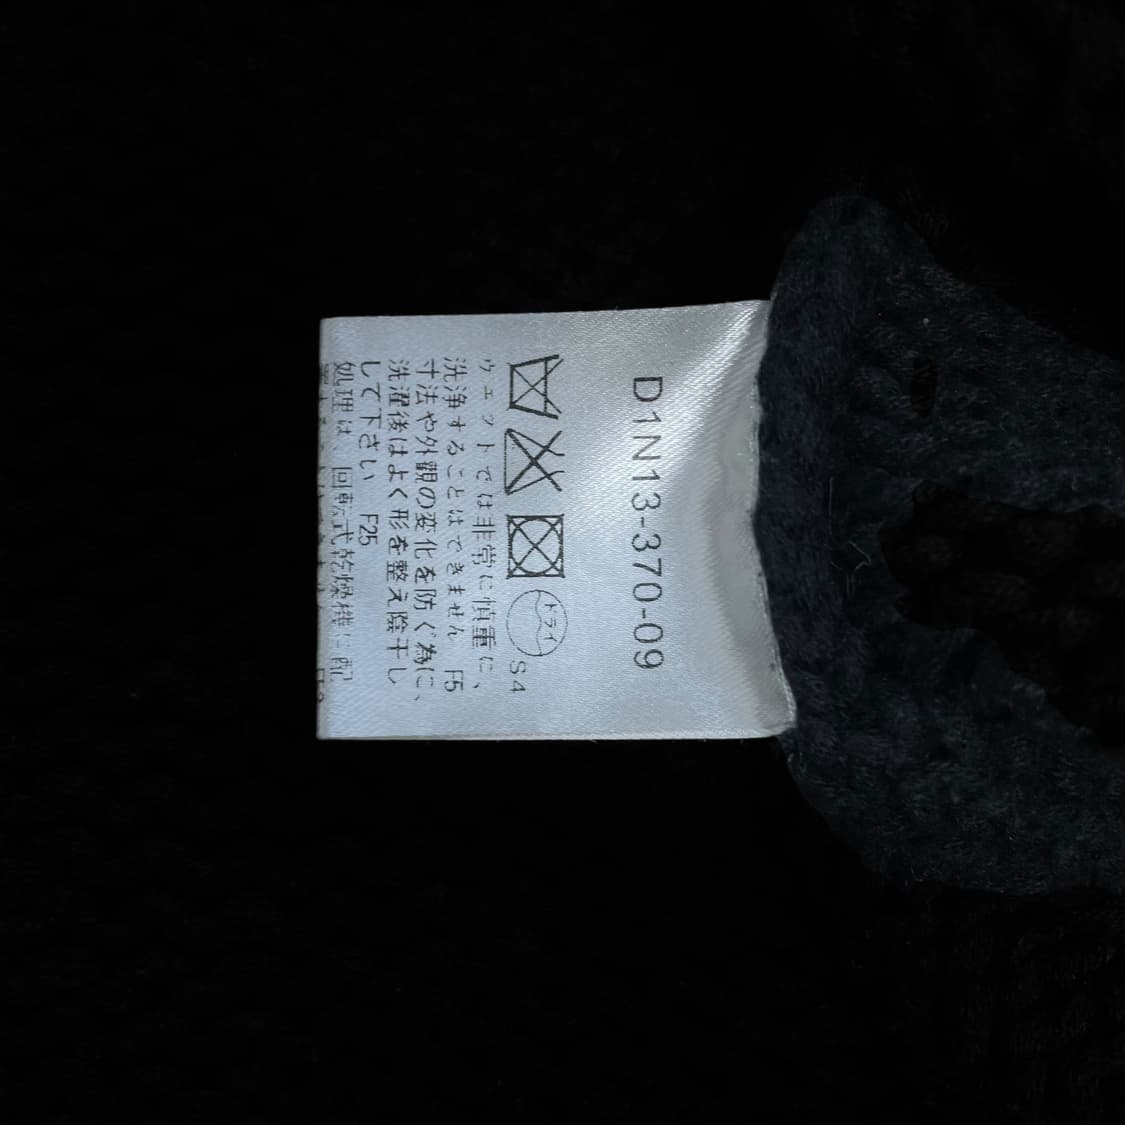 D1N13-370-09
ドライ S4
ウェットでは非常に慎重に、
洗浄することはできません F5
寸法や外観の変化を防ぐ為に、
洗濯後はよく形を整え陰干し
して下さい F25
処理は 回転式乾燥機に配